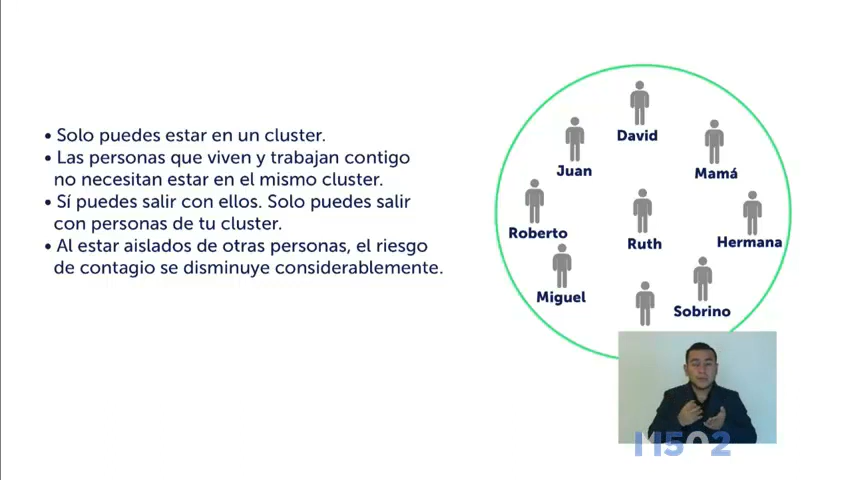 • Solo puedes estar en un cluster.
• Las personas que viven y trabajan contigo
no necesitan estar en el mismo cluster.
• Sí puedes salir con ellos. Solo puedes salir
con personas de tu cluster.
• Al estar aislados de otras personas, el riesgo
de contagio se disminuye considerablemente.
David
Juan
Mamá
Roberto
Ruth
Hermana
Miguel
Sobrino
M502